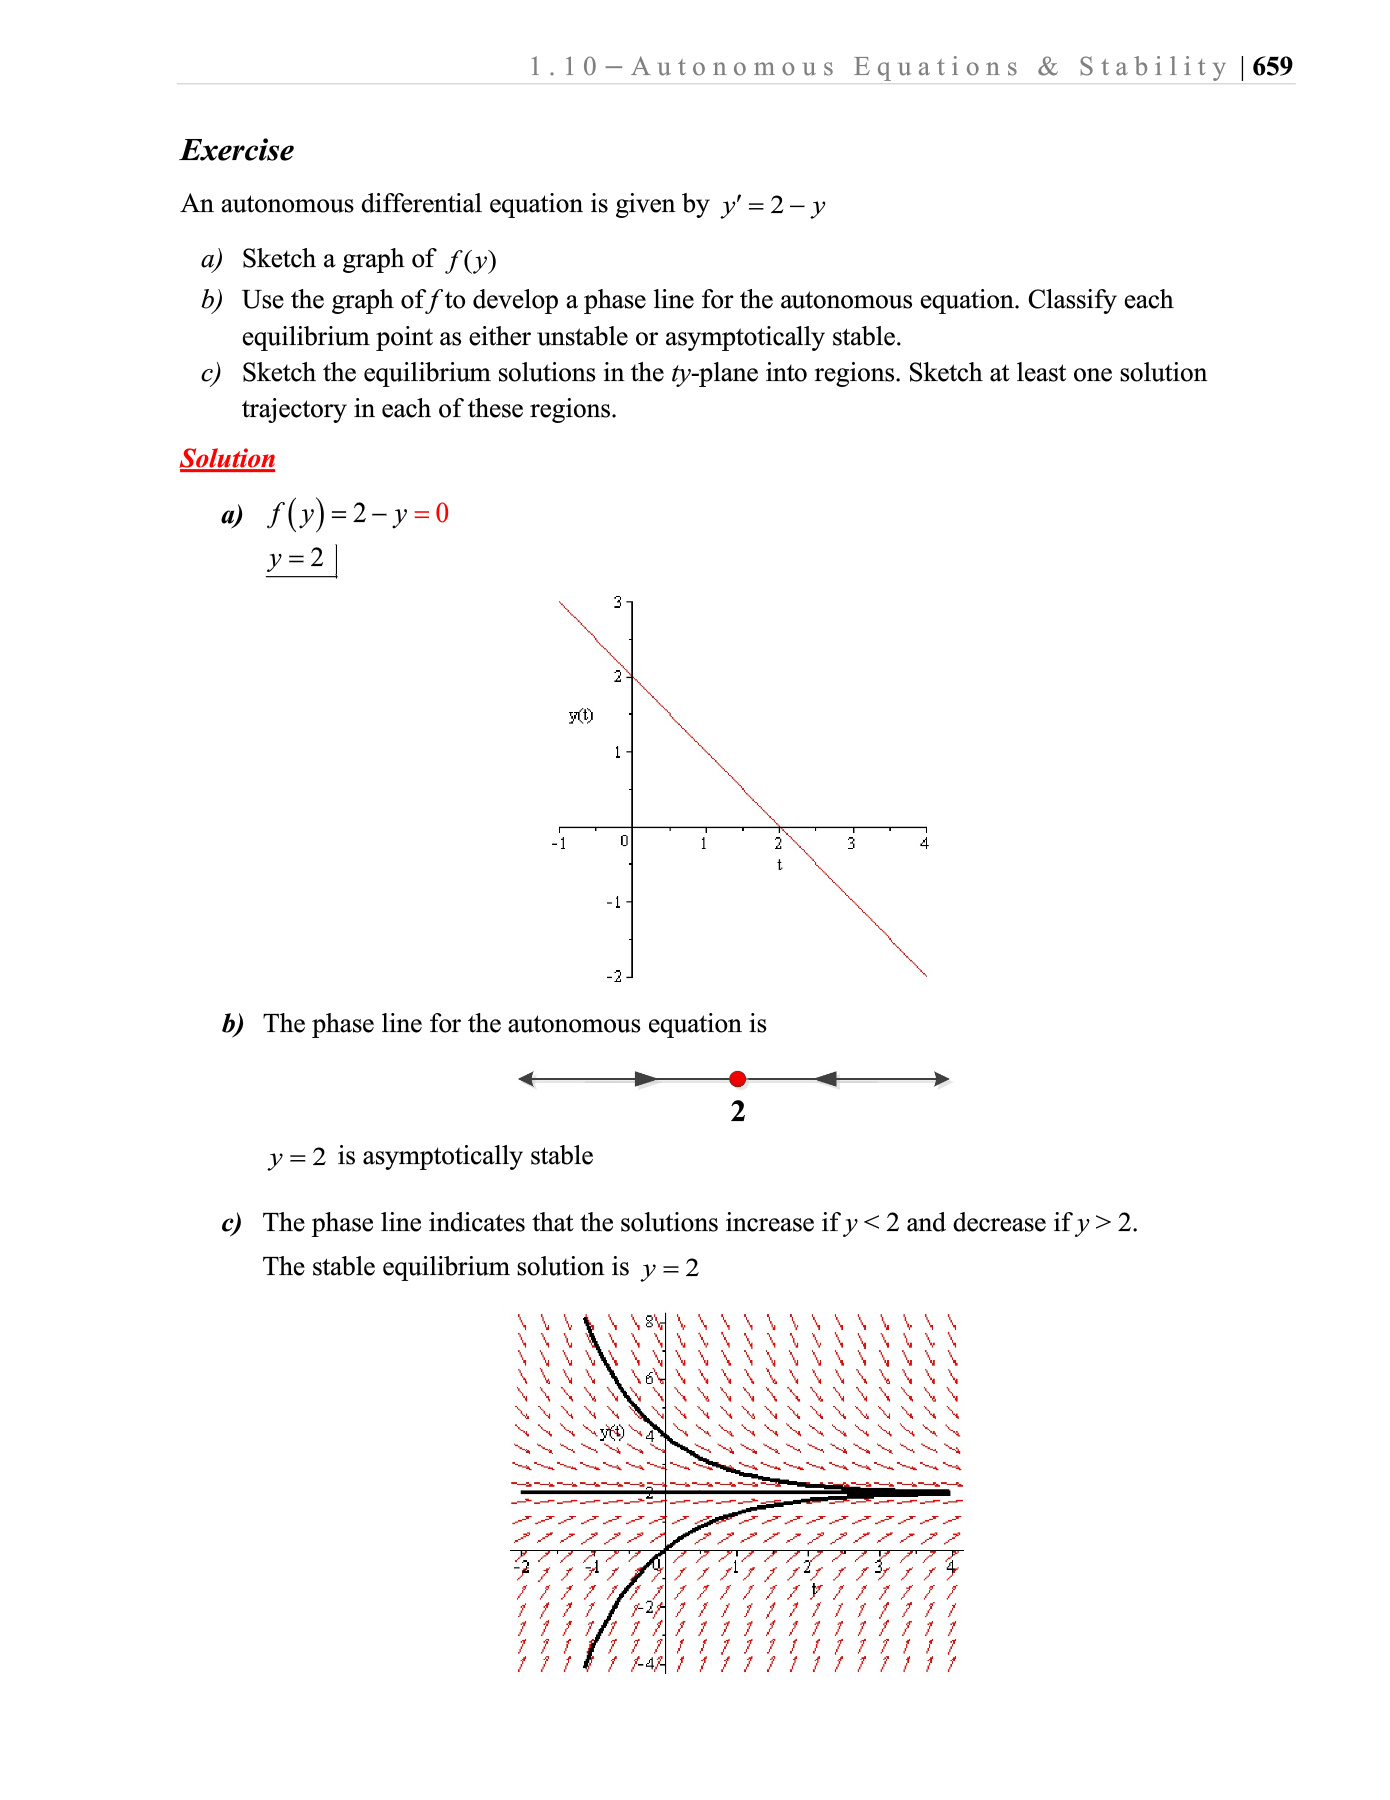 1.10 – Autonomous Equations & Stability | 659
Exercise
An autonomous differential equation is given by y′ = 2 − y
a) Sketch a graph of f(y)
b) Use the graph of f to develop a phase line for the autonomous equation. Classify each
equilibrium point as either unstable or asymptotically stable.
c) Sketch the equilibrium solutions in the ty-plane into regions. Sketch at least one solution
trajectory in each of these regions.
Solution
a) f(y) = 2 − y = 0
y = 2
3
2
y(t)
1
-1 0 1 2 3 4
t
-1
-2
b) The phase line for the autonomous equation is
2
y = 2 is asymptotically stable
c) The phase line indicates that the solutions increase if y < 2 and decrease if y > 2.
The stable equilibrium solution is y = 2
8
6
y(t) 4
2
-2 -1 0 1 2 3 4
t
-2
-4